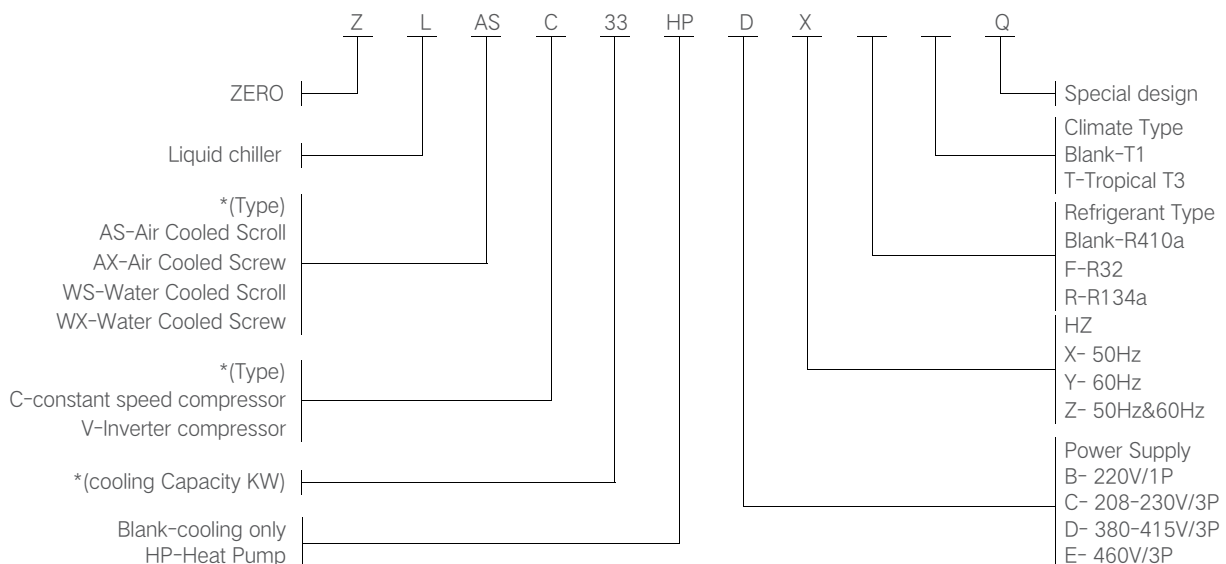 Z L AS C 33 HP D X Q
ZERO
Liquid chiller
*(Type)
AS-Air Cooled Scroll
AX-Air Cooled Screw
WS-Water Cooled Scroll
WX-Water Cooled Screw
*(Type)
C-constant speed compressor
V-Inverter compressor
*(cooling Capacity KW)
Blank-cooling only
HP-Heat Pump
Special design
Climate Type
Blank-T1
T-Tropical T3
Refrigerant Type
Blank-R410a
F-R32
R-R134a
HZ
X- 50Hz
Y- 60Hz
Z- 50Hz&60Hz
Power Supply
B- 220V/1P
C- 208-230V/3P
D- 380-415V/3P
E- 460V/3P